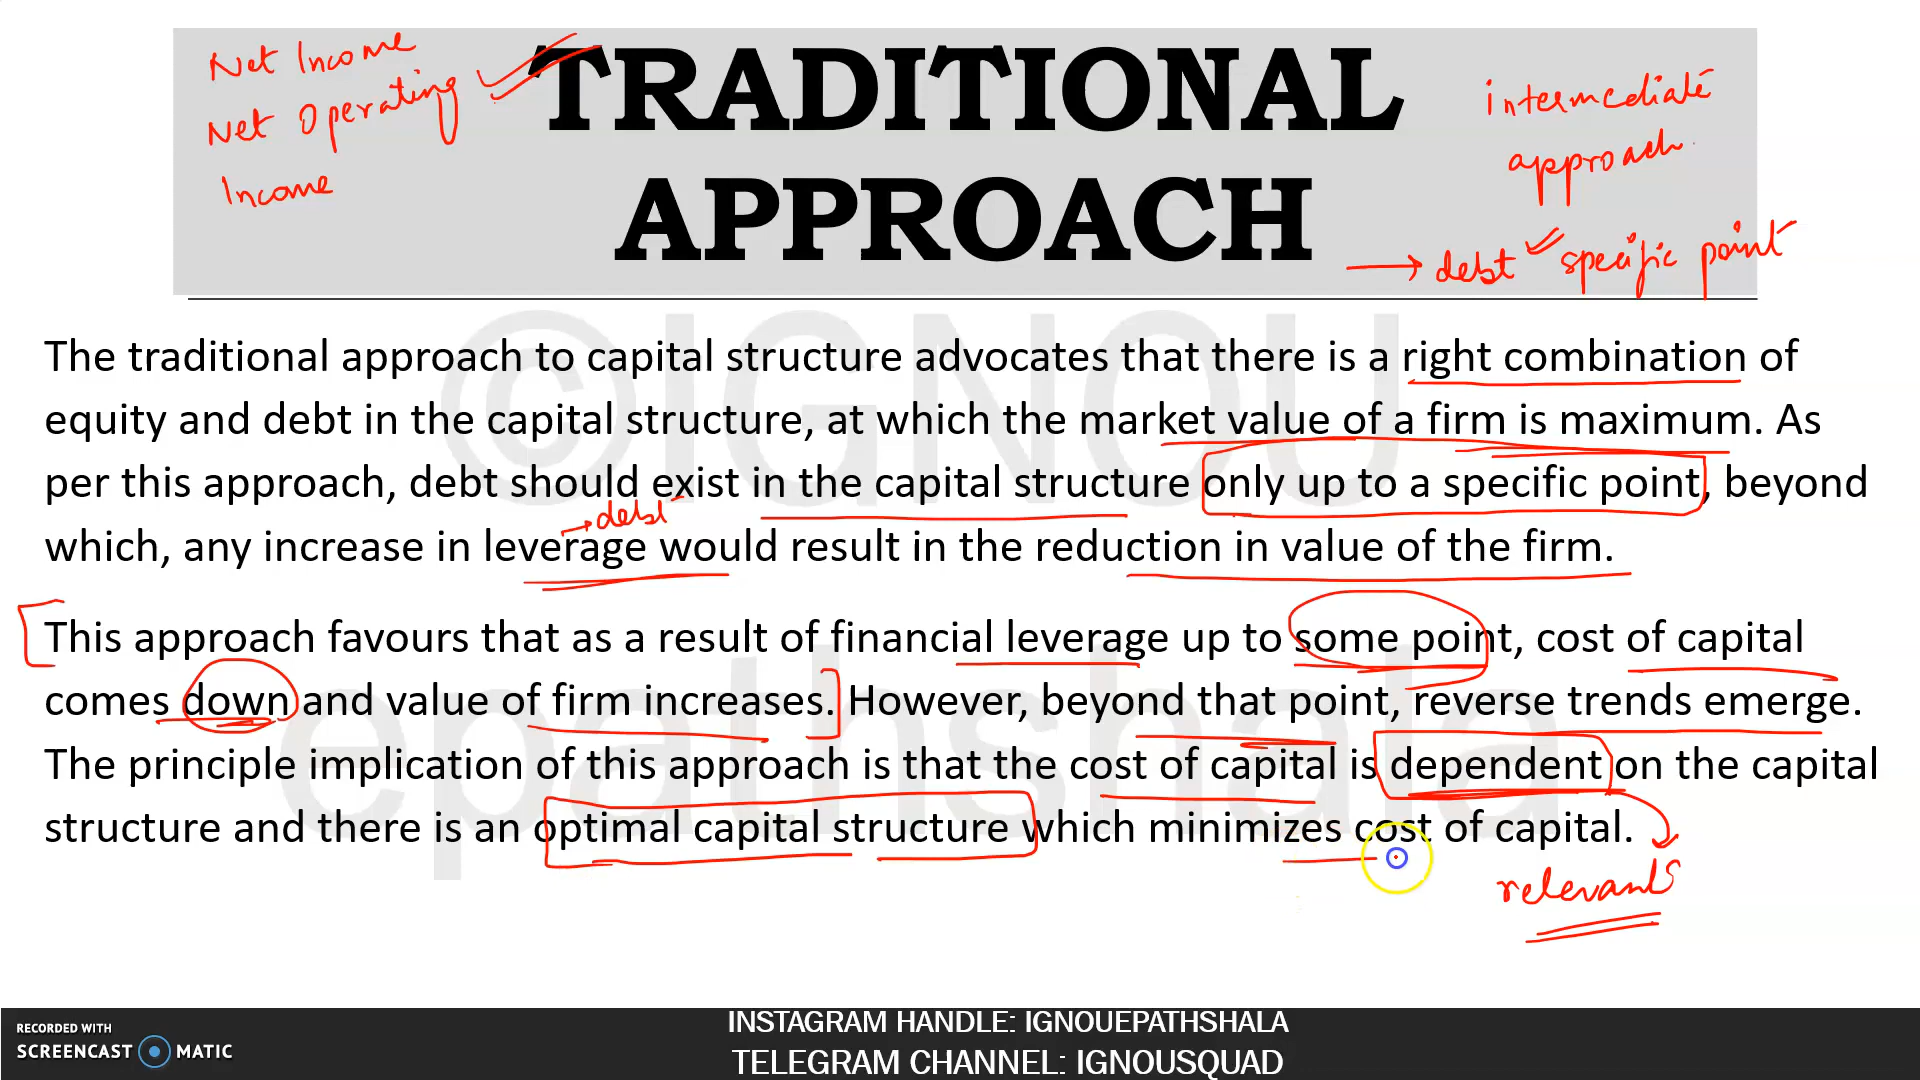 Net Income
Net Operating
Income
TRADITIONAL
APPROACH
intermediate
approach
→ debt specific point
The traditional approach to capital structure advocates that there is a right combination of
equity and debt in the capital structure, at which the market value of a firm is maximum. As
per this approach, debt should exist in the capital structure only up to a specific point, beyond
→ debt
which, any increase in leverage would result in the reduction in value of the firm.
This approach favours that as a result of financial leverage up to some point, cost of capital
comes down and value of firm increases. However, beyond that point, reverse trends emerge.
The principle implication of this approach is that the cost of capital is dependent on the capital
structure and there is an optimal capital structure which minimizes cost of capital.
relevant
©IGNOU
epathshala
RECORDED WITH
SCREENCAST MATIC
INSTAGRAM HANDLE: IGNOUEPATHSHALA
TELEGRAM CHANNEL: IGNOUSQUAD